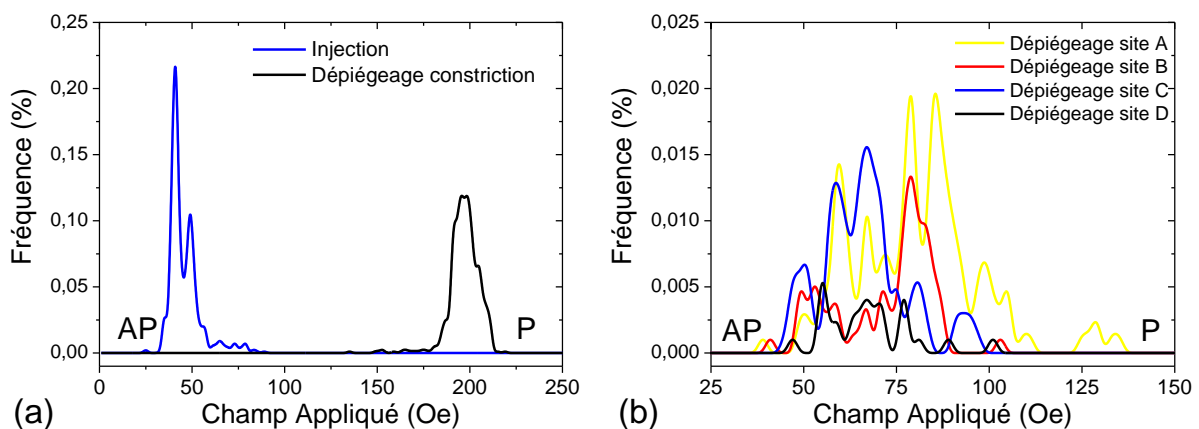 0,25
0,20
0,15
0,10
0,05
0,00
Fréquence (%)
Injection
Dépiégeage constriction
AP
P
0
50
100
150
200
250
Champ Appliqué (Oe)
(a)
0,025
0,020
0,015
0,010
0,005
0,000
Fréquence (%)
Dépiégeage site A
Dépiégeage site B
Dépiégeage site C
Dépiégeage site D
AP
P
25
50
75
100
125
150
Champ Appliqué (Oe)
(b)